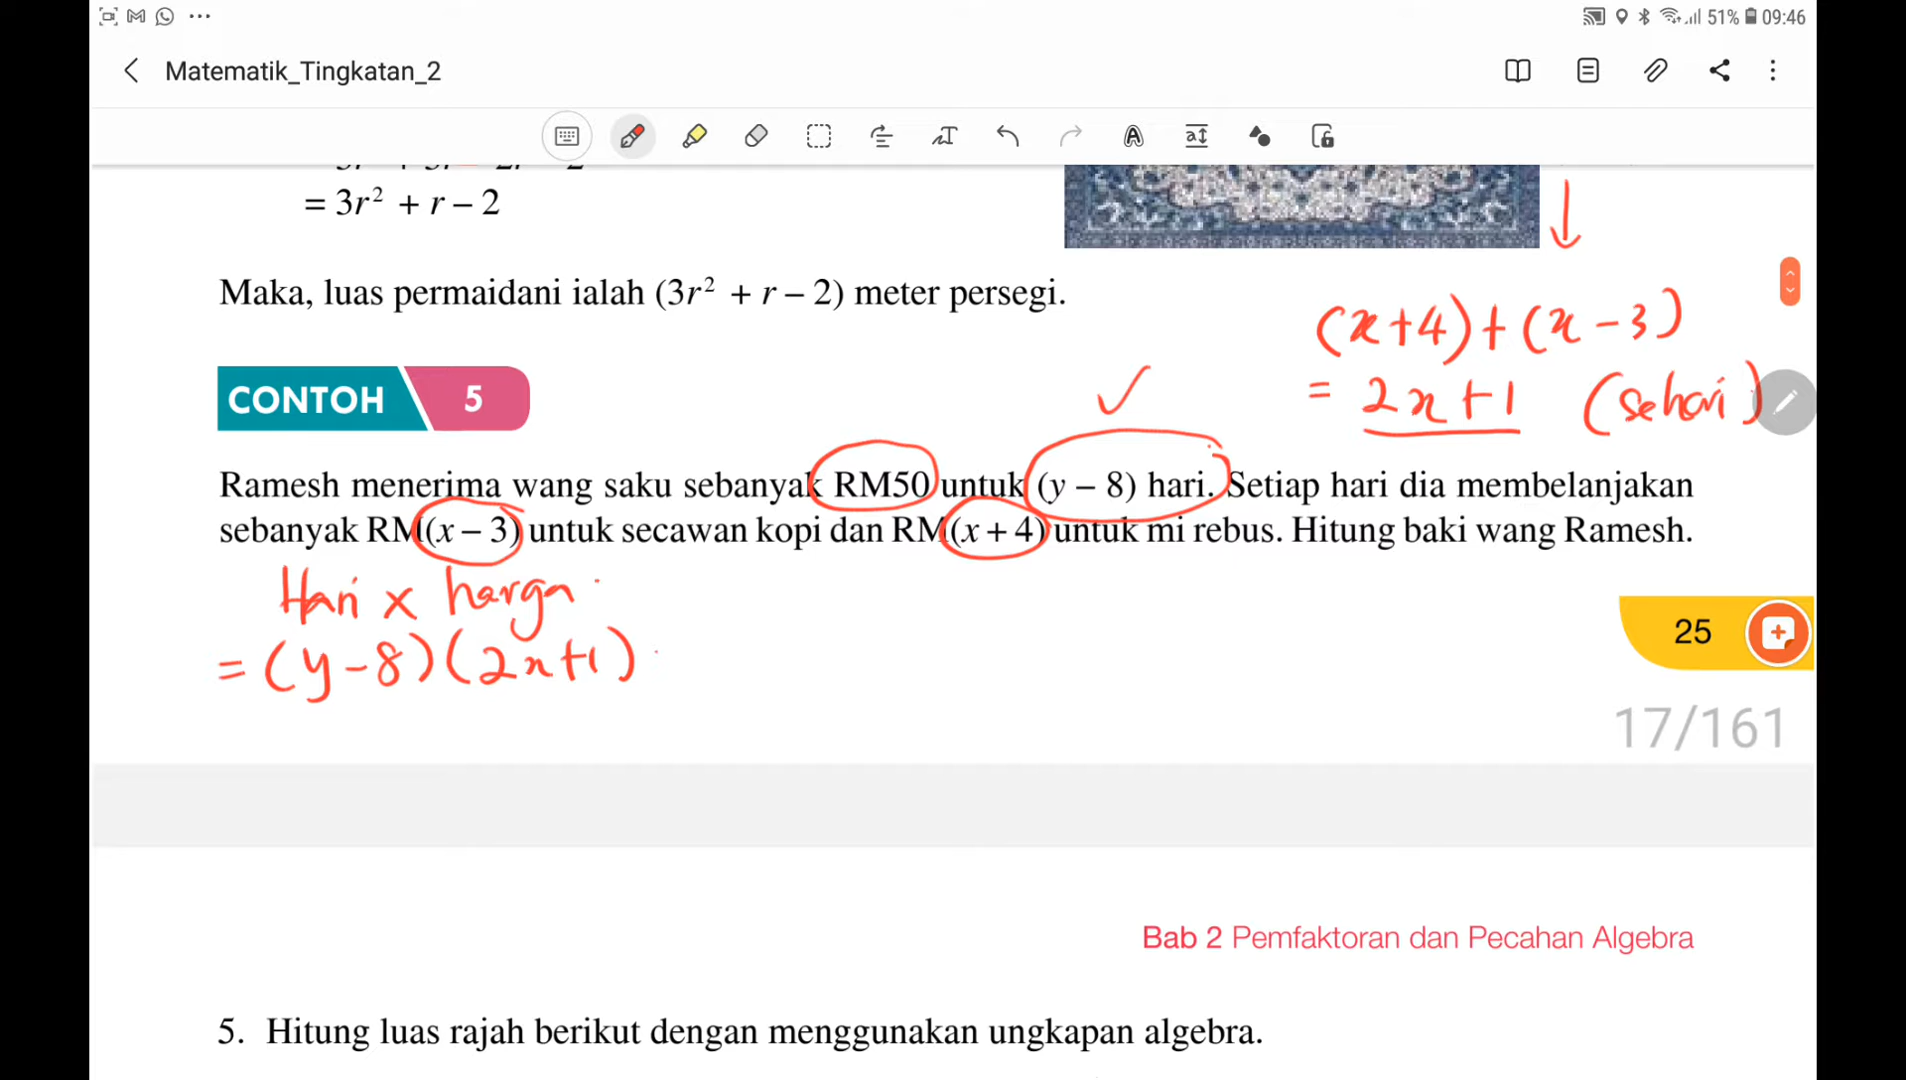 51% 09:46
Matematik_Tingkatan_2
= 3r² + r – 2
Maka, luas permaidani ialah (3r² + r – 2) meter persegi.
(x+4)+(x-3)
= 2x+1 (sehari)
CONTOH 5
Ramesh menerima wang saku sebanyak RM50 untuk (y – 8) hari. Setiap hari dia membelanjakan
sebanyak RM(x – 3) untuk secawan kopi dan RM(x + 4) untuk mi rebus. Hitung baki wang Ramesh.
Hari x harga
= (y-8)(2x+1)
25
17/161
Bab 2 Pemfaktoran dan Pecahan Algebra
5. Hitung luas rajah berikut dengan menggunakan ungkapan algebra.